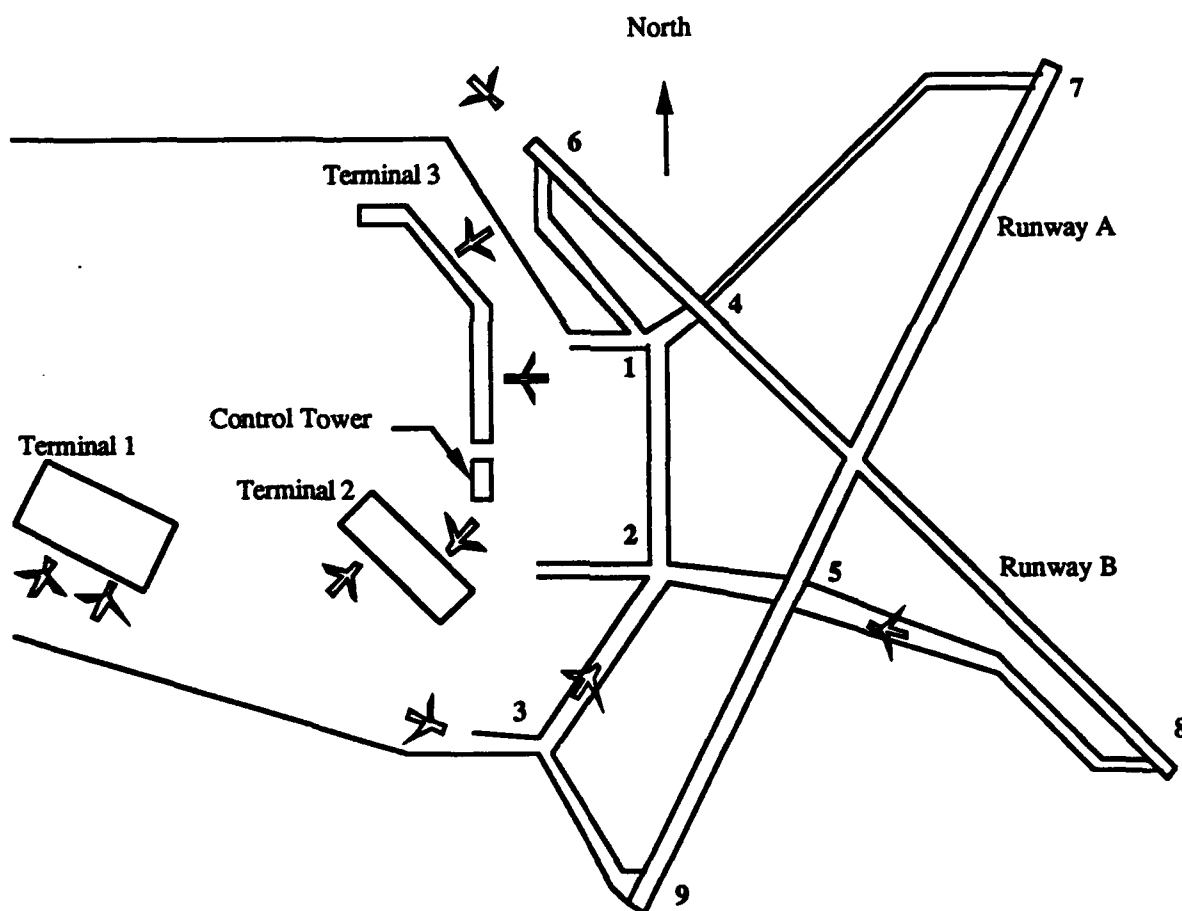 North
7
6
Terminal 3
Runway A
4
1
Control Tower
Terminal 1
Terminal 2
2
5
Runway B
3
8
9